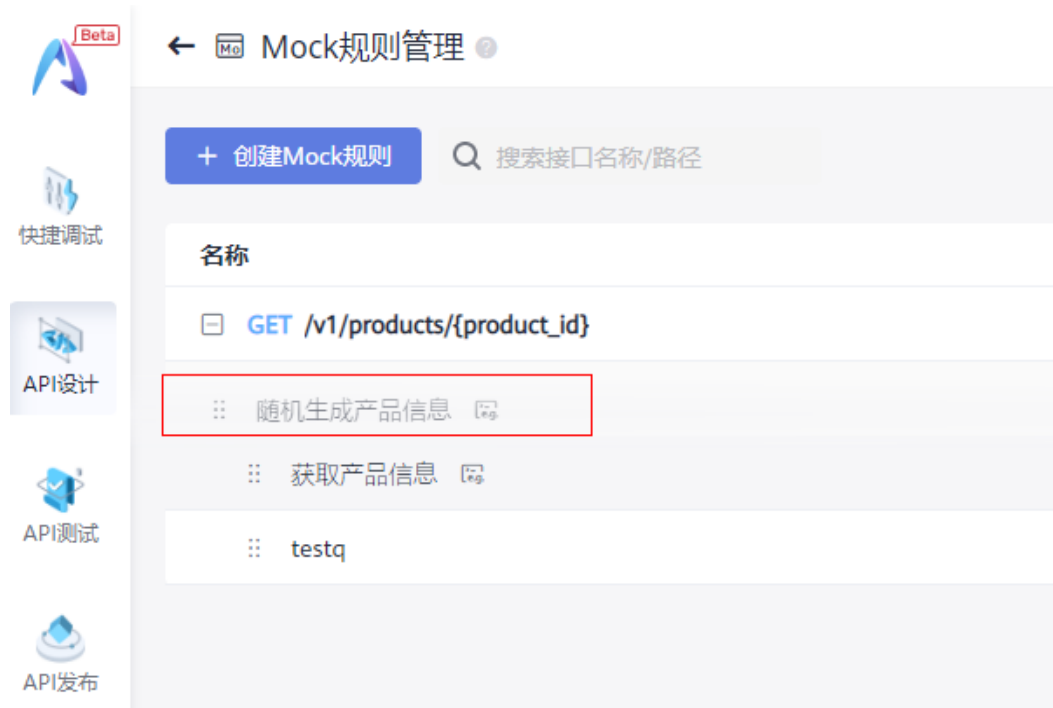 Beta
Mo Mock规则管理 ?
+ 创建Mock规则 搜索接口名称/路径
快捷调试
名称
GET /v1/products/{product_id}
API设计
随机生成产品信息 eg.
获取产品信息 eg.
API测试
testq
API发布